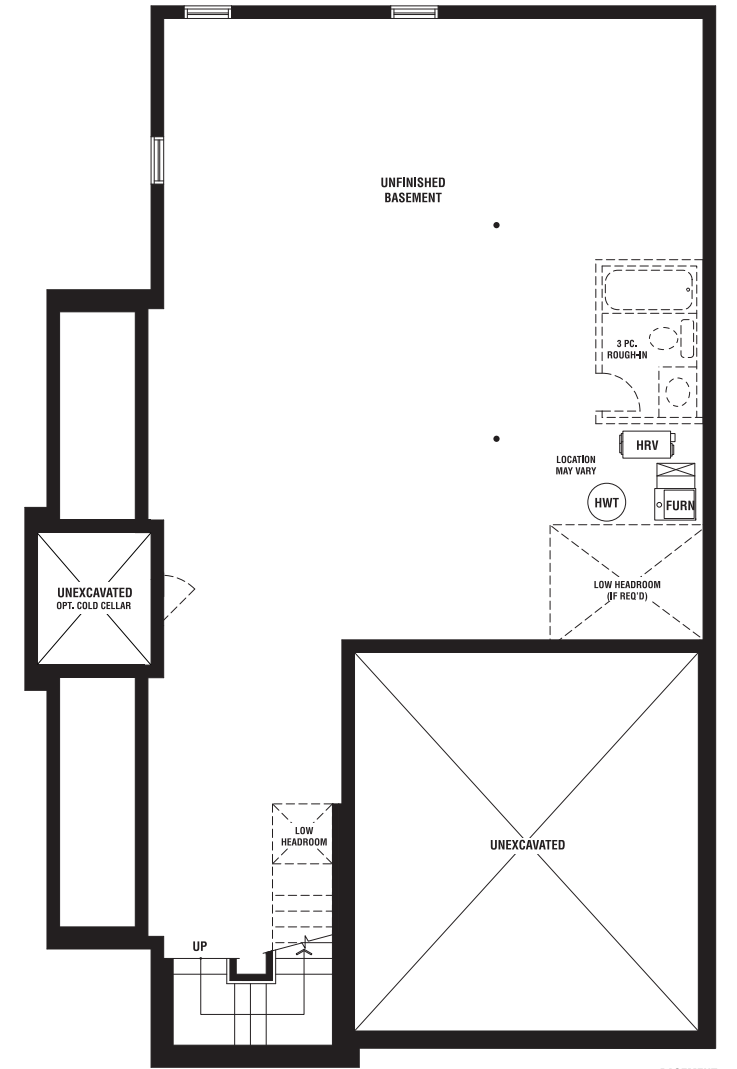 UNFINISHED
BASEMENT
3 PC.
ROUGH-IN
HRV
LOCATION
MAY VARY
HWT
FURN
UNEXCAVATED
OPT. COLD CELLAR
LOW HEADROOM
(IF REQ'D)
LOW
HEADROOM
UNEXCAVATED
UP